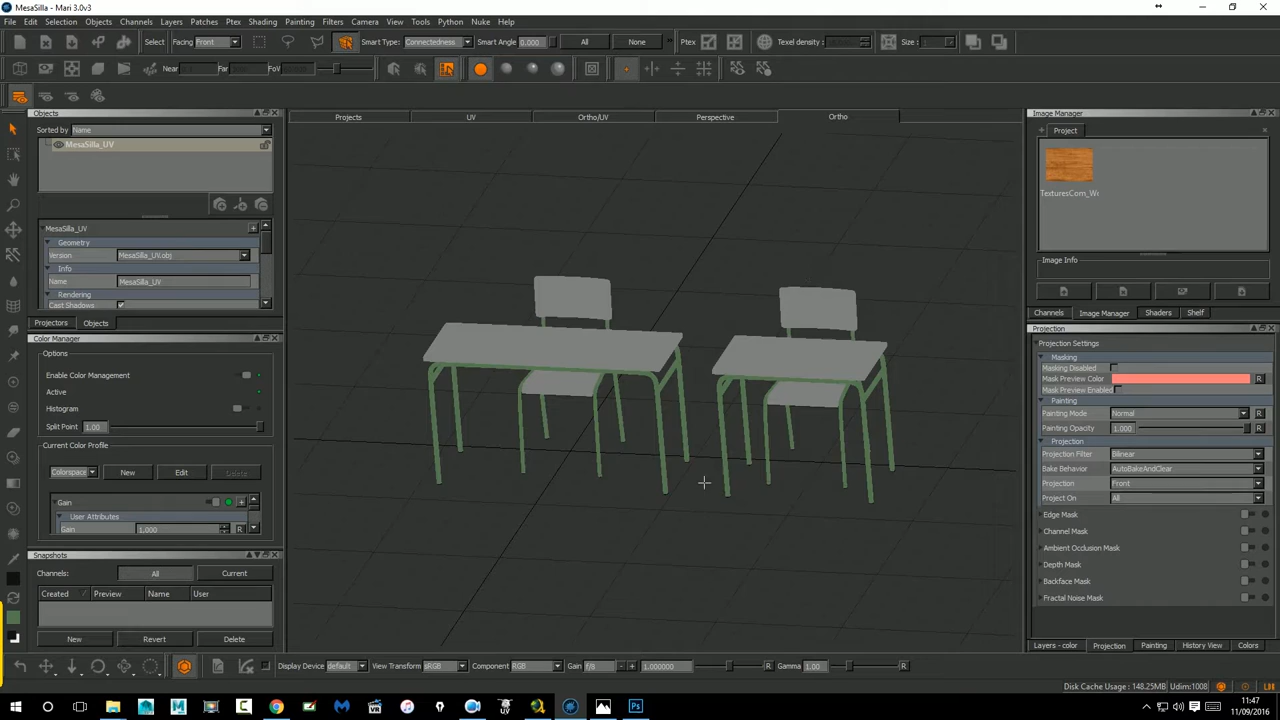 MesaSilla - Mari 3.0v3
File Edit Selection Objects Channels Layers Patches Ptex Shading Painting Filters Camera View Tools Python Nuke Help
Select Facing Front Smart Type: Connectedness Smart Angle 0.000 All None Ptex Texel density: Size :
Near Far FoV
Objects
Sorted by Name
MesaSilla_UV
MesaSilla_UV
Geometry
Version MesaSilla_UV.obj
Info
Name MesaSilla_UV
Rendering
Cast Shadows
Projectors Objects
Color Manager
Options
Enable Color Management
Active
Histogram
Split Point 1.00
Current Color Profile
Colorspace New Edit Delete
Gain
User Attributes
Gain 1.000 R
Snapshots
Channels: All Current
Created Preview Name User
New Revert Delete
Projects UV Ortho/UV Perspective Ortho
Image Manager
Project
TexturesCom_W
Image Info
Channels Image Manager Shaders Shelf
Projection
Projection Settings
Masking
Masking Disabled
Mask Preview Color R
Mask Preview Enabled
Painting
Painting Mode Normal R
Painting Opacity 1.000 R
Projection
Projection Filter Bilinear
Bake Behavior AutoBakeAndClear
Projection Front
Project On All
Edge Mask
Channel Mask
Ambient Occlusion Mask
Depth Mask
Backface Mask
Fractal Noise Mask
Layers - color Projection Painting History View Colors
Display Device default View Transform sRGB Component RGB Gain f/8 - + 1.000000 R Gamma 1.00 R
Disk Cache Usage : 148.25MB Udim:1008
11:47
11/09/2016